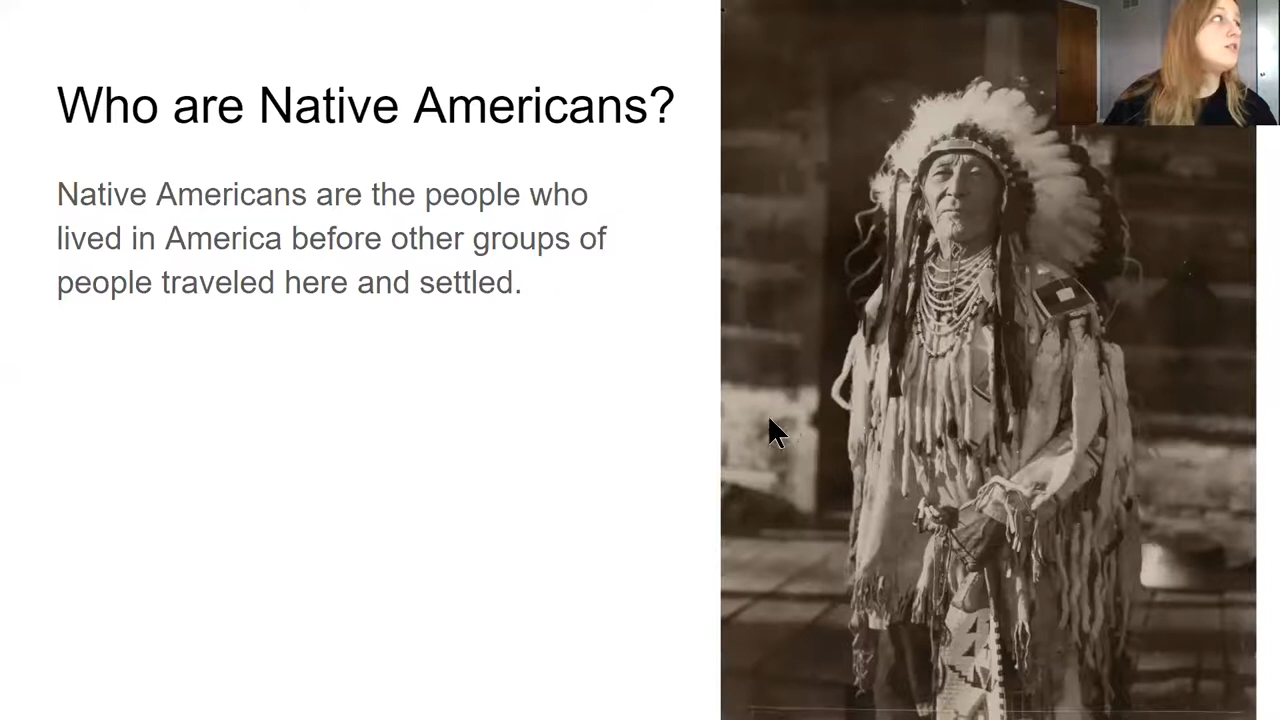 Who are Native Americans?
Native Americans are the people who
lived in America before other groups of
people traveled here and settled.